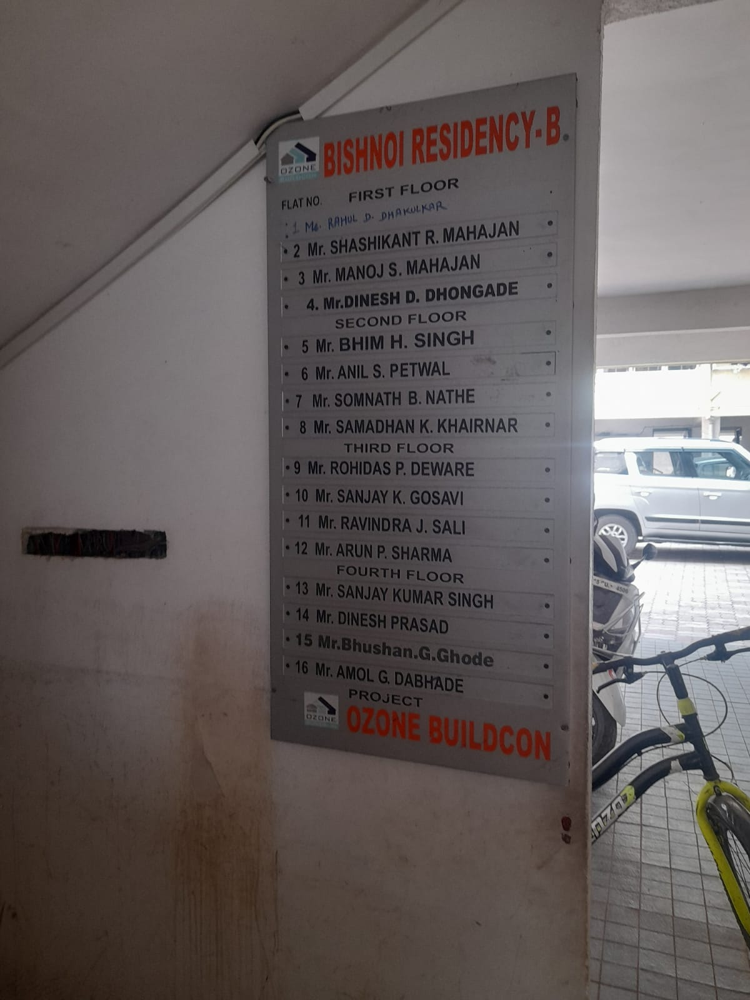 OZONE
BUILDCON
BISHNOI RESIDENCY-B
FLAT NO. FIRST FLOOR
1 Mr. RAHUL D. DHAKULKAR
2 Mr. SHASHIKANT R. MAHAJAN
3 Mr. MANOJ S. MAHAJAN
4. Mr.DINESH D. DHONGADE
SECOND FLOOR
5 Mr. BHIM H. SINGH
6 Mr. ANIL S. PETWAL
7 Mr. SOMNATH B. NATHE
8 Mr. SAMADHAN K. KHAIRNAR
THIRD FLOOR
9 Mr. ROHIDAS P. DEWARE
10 Mr. SANJAY K. GOSAVI
11 Mr. RAVINDRA J. SALI
12 Mr. ARUN P. SHARMA
FOURTH FLOOR
13 Mr. SANJAY KUMAR SINGH
14 Mr. DINESH PRASAD
15 Mr.Bhushan.G.Ghode
16 Mr. AMOL G. DABHADE
PROJECT
OZONE
OZONE BUILDCON
4506